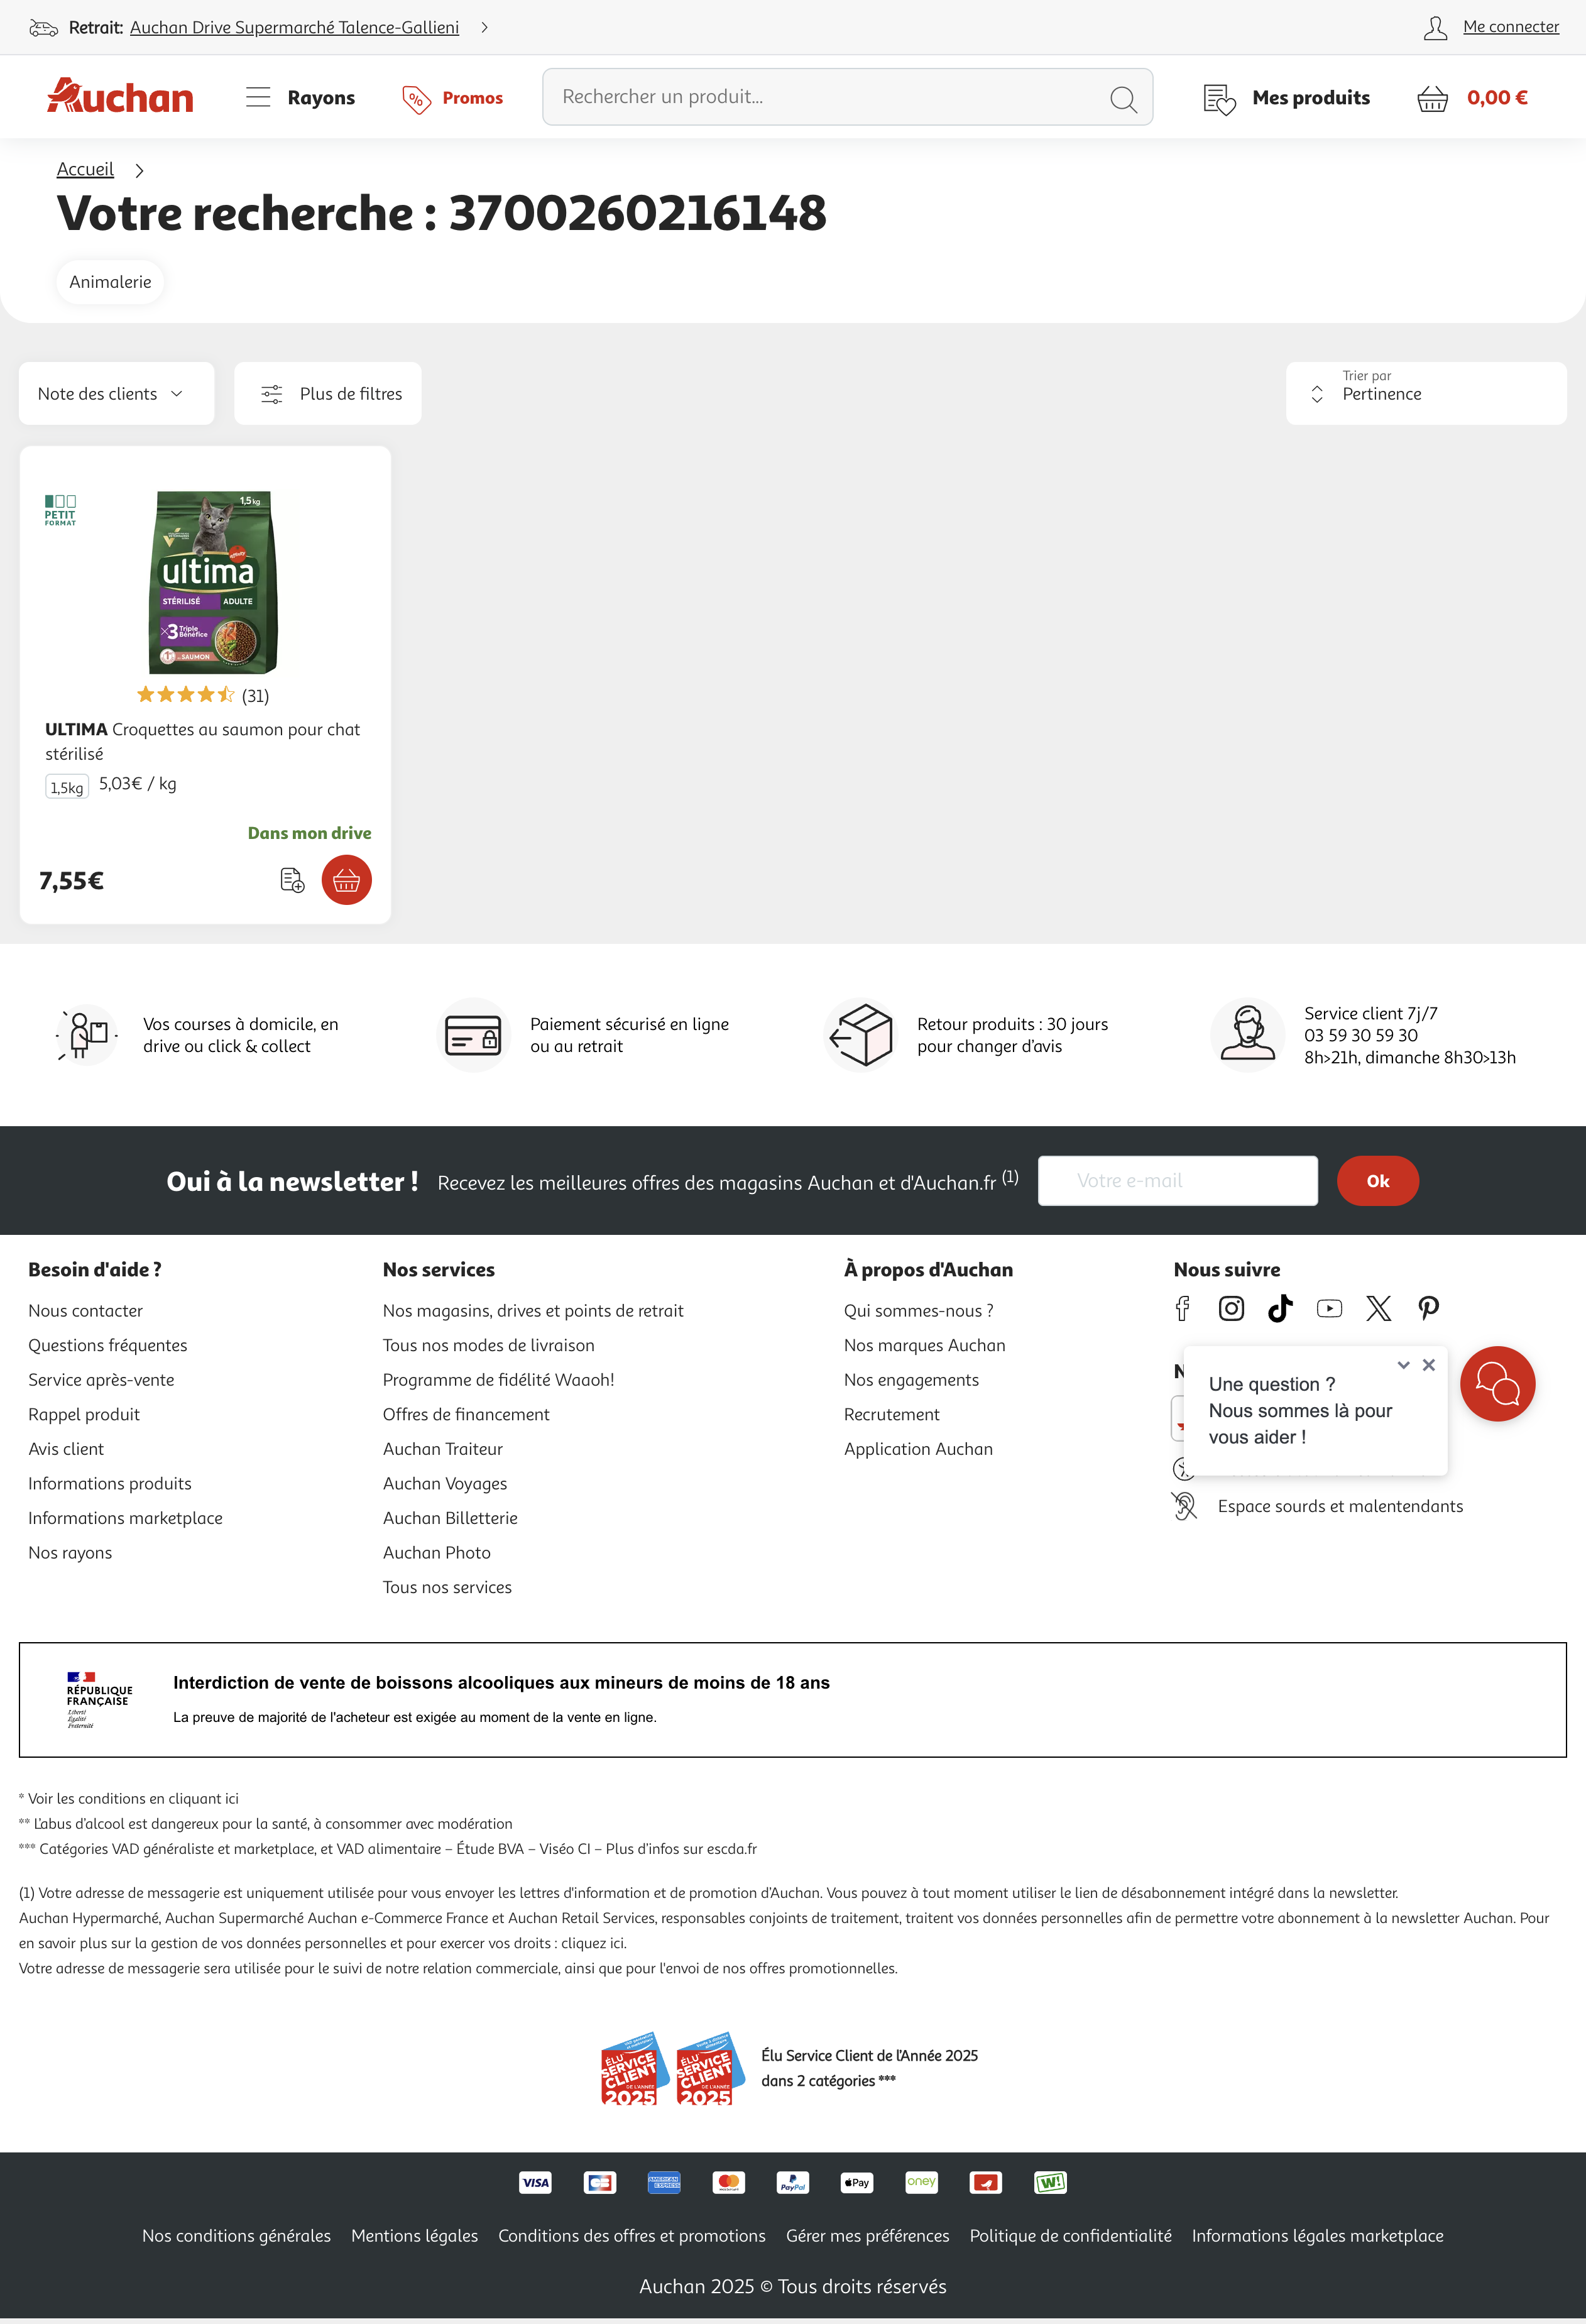 Retrait: Auchan Drive Supermarché Talence-Gallieni
Me connecter
Auchan
Rayons
Promos
Rechercher un produit...
Mes produits
0,00 €
Accueil
Votre recherche : 3700260216148
Animalerie
Note des clients
Plus de filtres
Trier par
Pertinence
PETIT
FORMAT
1,5kg
affinity
ultima
STÉRILISÉ ADULTE
x3 Triple
Bénéfice
SAUMON
(31)
ULTIMA Croquettes au saumon pour chat
stérilisé
1,5kg 5,03€ / kg
Dans mon drive
7,55€
Vos courses à domicile, en
drive ou click & collect
Paiement sécurisé en ligne
ou au retrait
Retour produits : 30 jours
pour changer d'avis
Service client 7j/7
03 59 30 59 30
8h>21h, dimanche 8h30>13h
Oui à la newsletter ! Recevez les meilleures offres des magasins Auchan et d'Auchan.fr (1)
Votre e-mail
Ok
Besoin d'aide ?
Nous contacter
Questions fréquentes
Service après-vente
Rappel produit
Avis client
Informations produits
Informations marketplace
Nos rayons
Nos services
Nos magasins, drives et points de retrait
Tous nos modes de livraison
Programme de fidélité Waaoh!
Offres de financement
Auchan Traiteur
Auchan Voyages
Auchan Billetterie
Auchan Photo
Tous nos services
À propos d'Auchan
Qui sommes-nous ?
Nos marques Auchan
Nos engagements
Recrutement
Application Auchan
Nous suivre
Une question ?
Nous sommes là pour
vous aider !
Espace sourds et malentendants
RÉPUBLIQUE
FRANÇAISE
Liberté
Égalité
Fraternité
Interdiction de vente de boissons alcooliques aux mineurs de moins de 18 ans
La preuve de majorité de l'acheteur est exigée au moment de la vente en ligne.
* Voir les conditions en cliquant ici
** L'abus d'alcool est dangereux pour la santé, à consommer avec modération
*** Catégories VAD généraliste et marketplace, et VAD alimentaire – Étude BVA – Viséo CI – Plus d'infos sur escda.fr
(1) Votre adresse de messagerie est uniquement utilisée pour vous envoyer les lettres d'information et de promotion d'Auchan. Vous pouvez à tout moment utiliser le lien de désabonnement intégré dans la newsletter.
Auchan Hypermarché, Auchan Supermarché Auchan e-Commerce France et Auchan Retail Services, responsables conjoints de traitement, traitent vos données personnelles afin de permettre votre abonnement à la newsletter Auchan. Pour
en savoir plus sur la gestion de vos données personnelles et pour exercer vos droits : cliquez ici.
Votre adresse de messagerie sera utilisée pour le suivi de notre relation commerciale, ainsi que pour l'envoi de nos offres promotionnelles.
ÉLU
SERVICE
CLIENT
DE L'ANNÉE
2025
ÉLU
SERVICE
CLIENT
DE L'ANNÉE
2025
Élu Service Client de l'Année 2025
dans 2 catégories ***
VISA
CB
AMERICAN EXPRESS
mastercard
PayPal
Pay
oney
W!
Nos conditions générales
Mentions légales
Conditions des offres et promotions
Gérer mes préférences
Politique de confidentialité
Informations légales marketplace
Auchan 2025 © Tous droits réservés